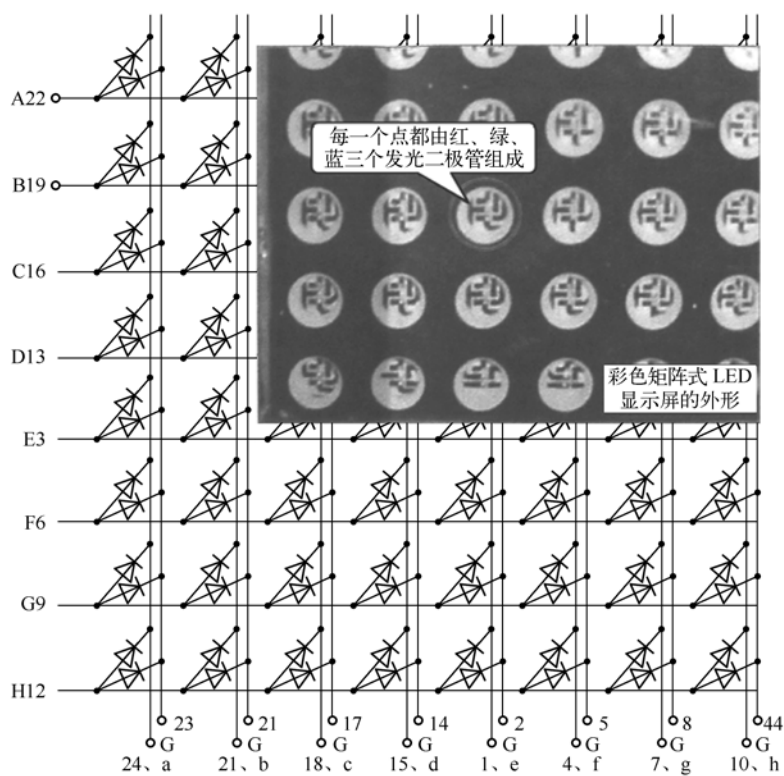 A22
每一个点都由红、绿、
蓝三个发光二极管组成
B19
C16
D13
彩色矩阵式 LED
显示屏的外形
E3
F6
G9
H12
23 21 17 14 2 5 8 44
G G G G G G G G
24、a 21、b 18、c 15、d 1、e 4、f 7、g 10、h